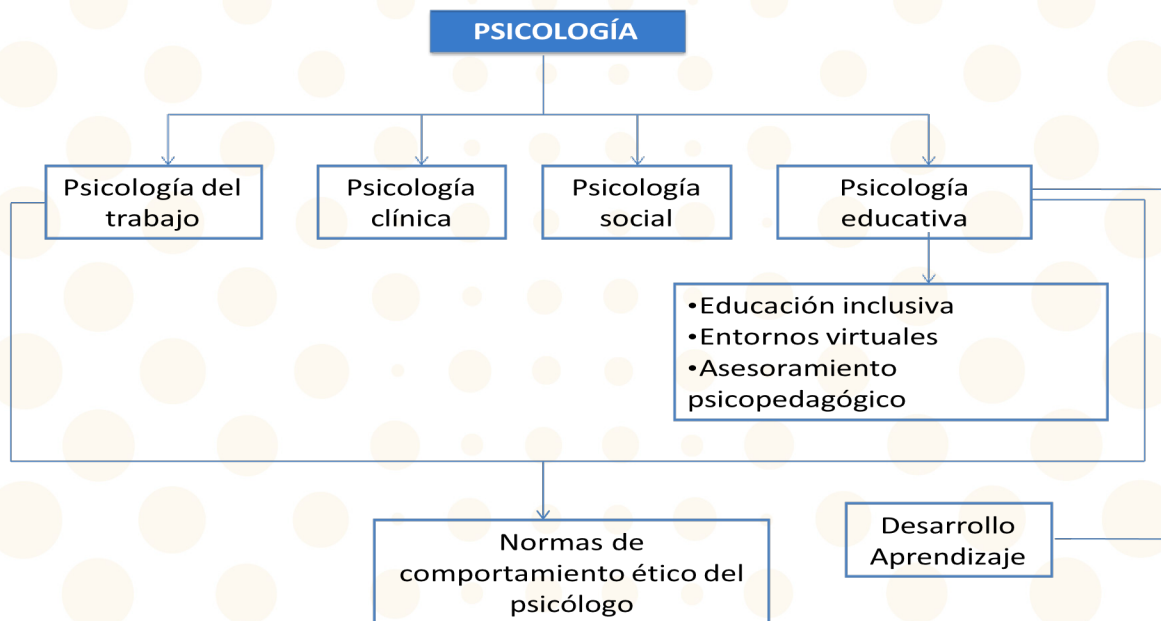 PSICOLOGÍA
Psicología del
trabajo
Psicología
clínica
Psicología
social
Psicología
educativa
•Educación inclusiva
•Entornos virtuales
•Asesoramiento
psicopedagógico
Normas de
comportamiento ético del
psicólogo
Desarrollo
Aprendizaje